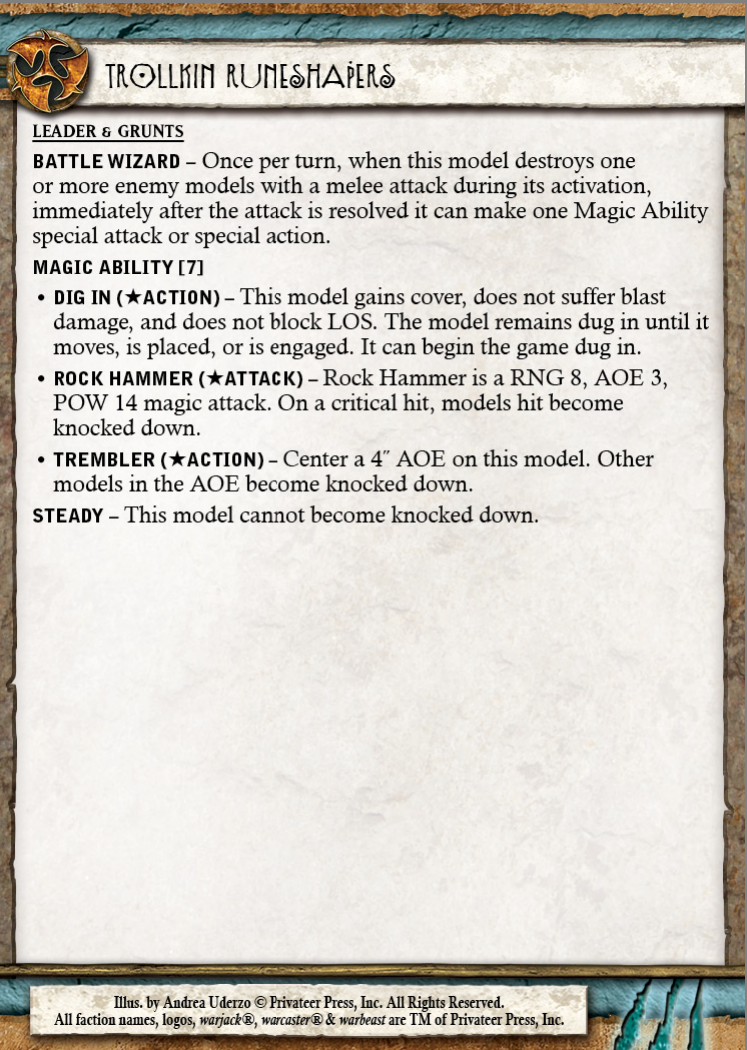 TROLLKIN RUNESHAPERS
LEADER & GRUNTS
BATTLE WIZARD – Once per turn, when this model destroys one
or more enemy models with a melee attack during its activation,
immediately after the attack is resolved it can make one Magic Ability
special attack or special action.
MAGIC ABILITY [7]
• DIG IN (★ACTION) – This model gains cover, does not suffer blast
damage, and does not block LOS. The model remains dug in until it
moves, is placed, or is engaged. It can begin the game dug in.
• ROCK HAMMER (★ATTACK) – Rock Hammer is a RNG 8, AOE 3,
POW 14 magic attack. On a critical hit, models hit become
knocked down.
• TREMBLER (★ACTION) – Center a 4˝ AOE on this model. Other
models in the AOE become knocked down.
STEADY – This model cannot become knocked down.
Illus. by Andrea Uderzo © Privateer Press, Inc. All Rights Reserved.
All faction names, logos, warjack®, warcaster® & warbeast are TM of Privateer Press, Inc.